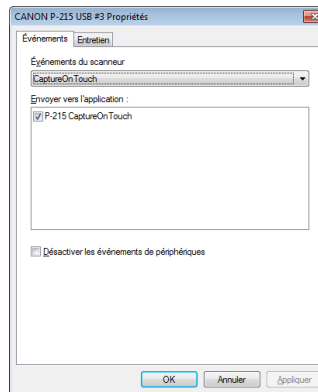 CANON P-215 USB #3 Propriétés
Événements Entretien
Événements du scanneur
CaptureOnTouch
Envoyer vers l'application :
P-215 CaptureOnTouch
Désactiver les événements de périphériques
OK Annuler Appliquer